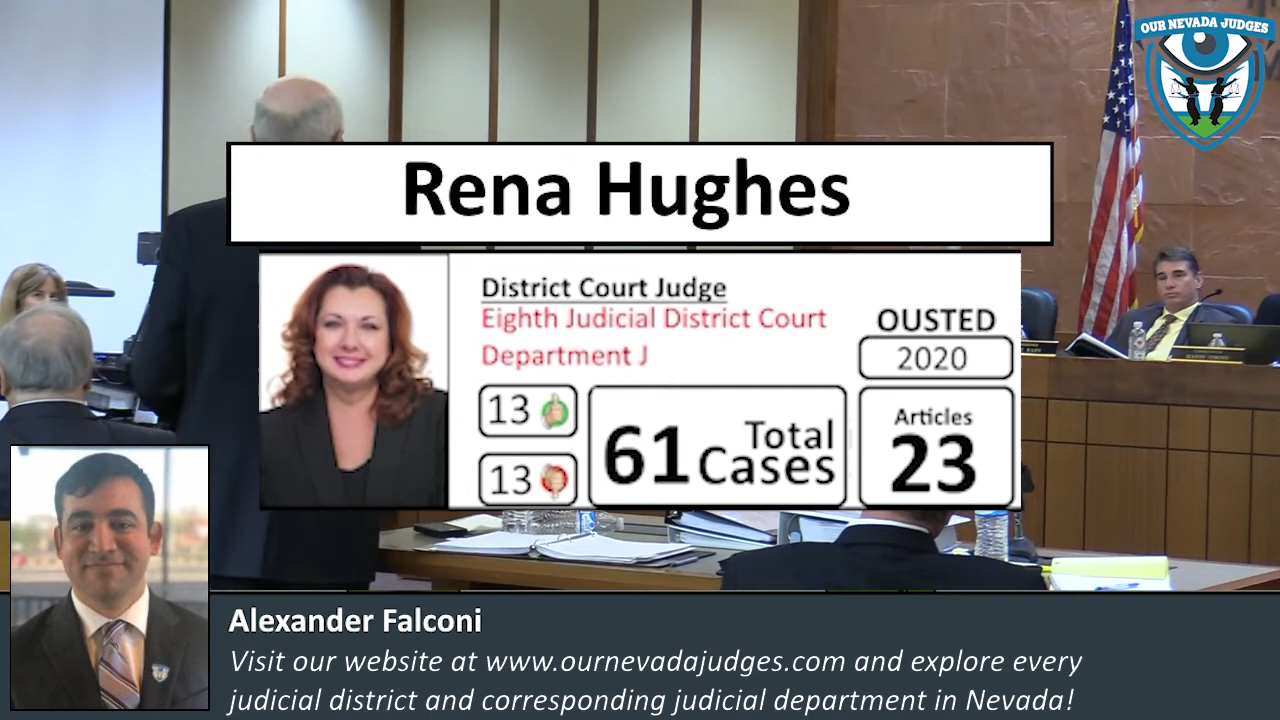 OUR NEVADA JUDGES
Rena Hughes
District Court Judge
Eighth Judicial District Court
Department J
OUSTED
2020
13
13
61 Total Cases
Articles
23
Alexander Falconi
Visit our website at www.ournevadajudges.com and explore every
judicial district and corresponding judicial department in Nevada!